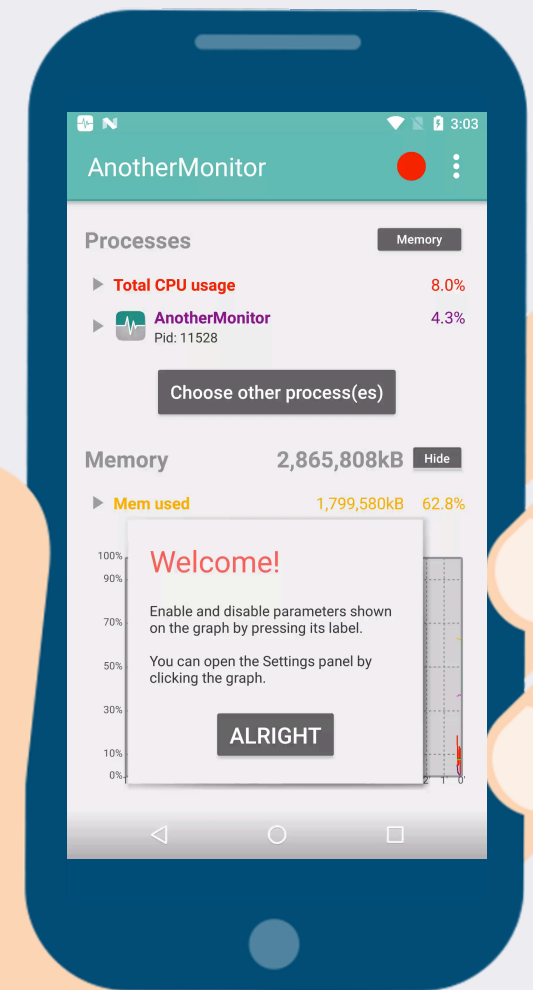 3:03
AnotherMonitor
Processes
Memory
Total CPU usage 8.0%
AnotherMonitor 4.3%
Pid: 11528
Choose other process(es)
Memory 2,865,808kB Hide
Mem used 1,799,580kB 62.8%
100%
90%
70%
50%
30%
10%
0%
Welcome!
Enable and disable parameters shown
on the graph by pressing its label.
You can open the Settings panel by
clicking the graph.
ALRIGHT
2' 1' 0'